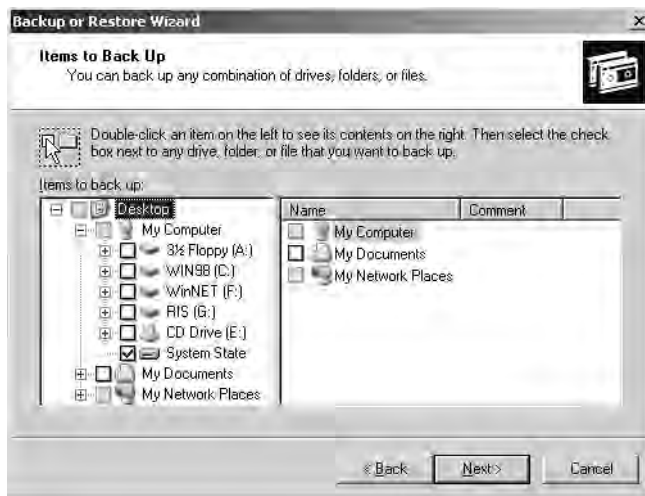 Backup or Restore Wizard
Items to Back Up
You can back up any combination of drives, folders, or files.
Double-click an item on the left to see its contents on the right. Then select the check
box next to any drive, folder, or file that you want to back up.
Items to back up:
Desktop
My Computer
3½ Floppy (A:)
WIN98 (C:)
WinNET (F:)
RIS (G:)
CD Drive (E:)
System State
My Documents
My Network Places
Name Comment
My Computer
My Documents
My Network Places
< Back Next > Cancel